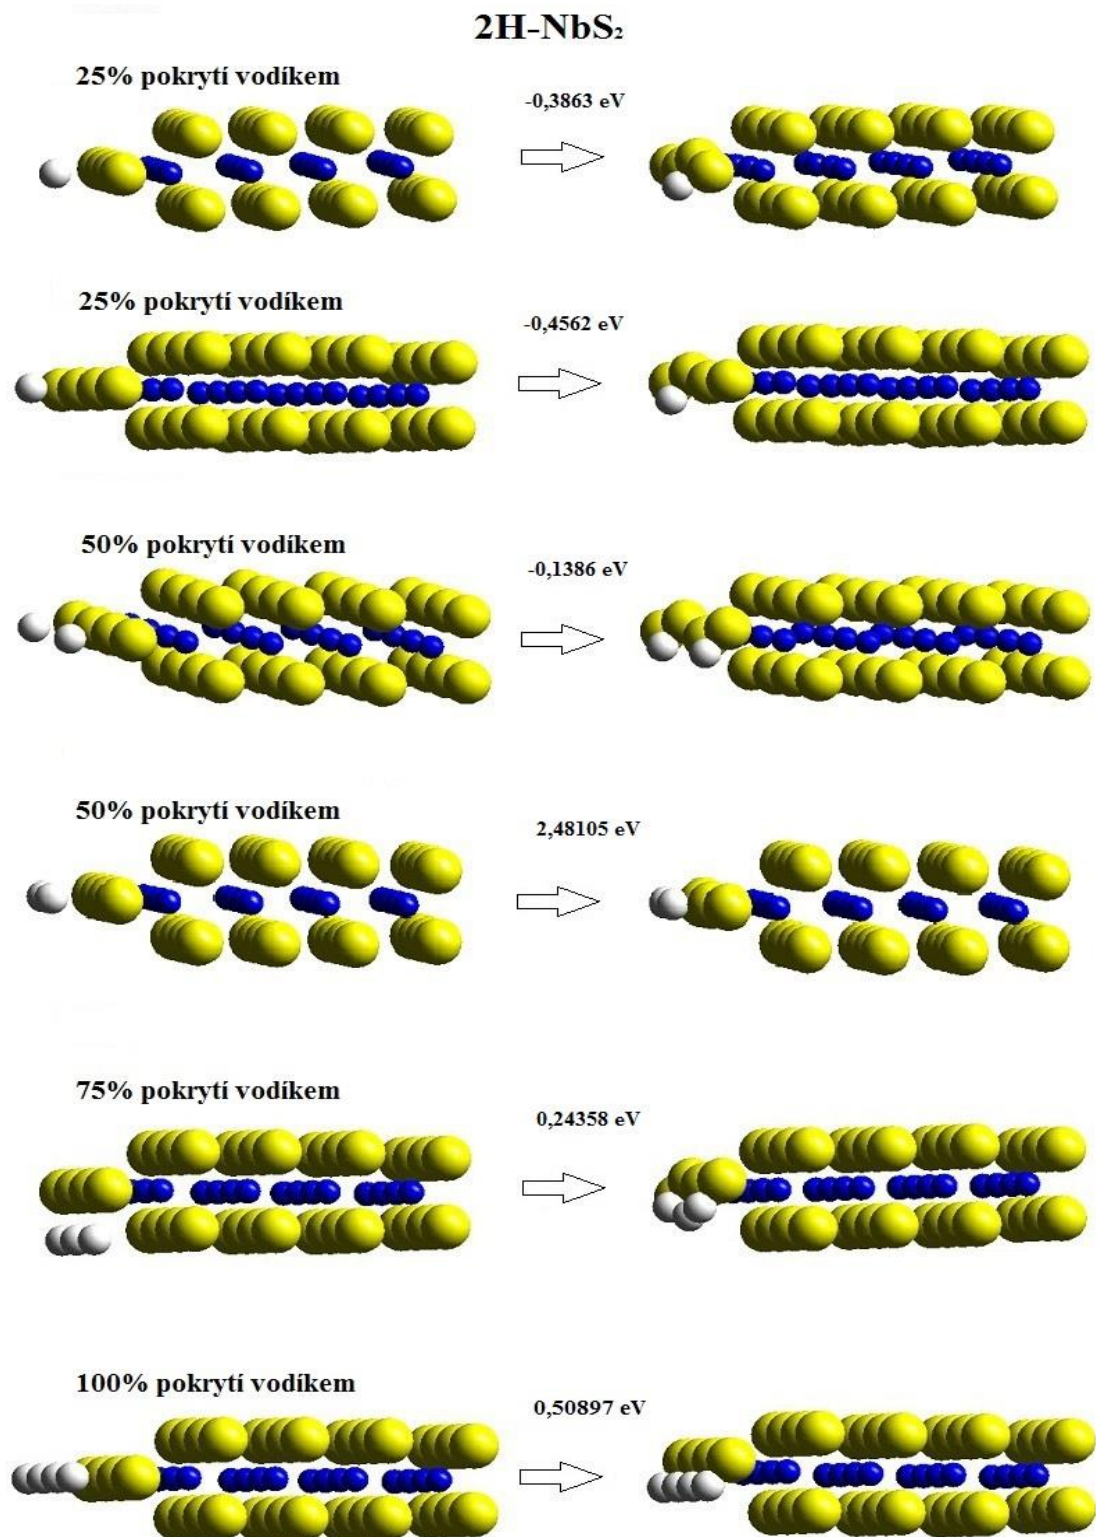 2H-NbS₂
25% pokrytí vodíkem
-0,3863 eV
25% pokrytí vodíkem
-0,4562 eV
50% pokrytí vodíkem
-0,1386 eV
50% pokrytí vodíkem
2,48105 eV
75% pokrytí vodíkem
0,24358 eV
100% pokrytí vodíkem
0,50897 eV